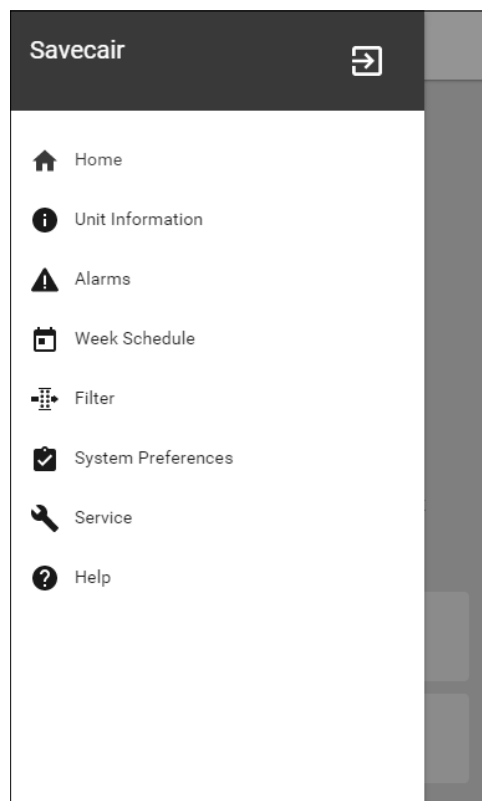 Savecair
Home
Unit Information
Alarms
Week Schedule
Filter
System Preferences
Service
Help